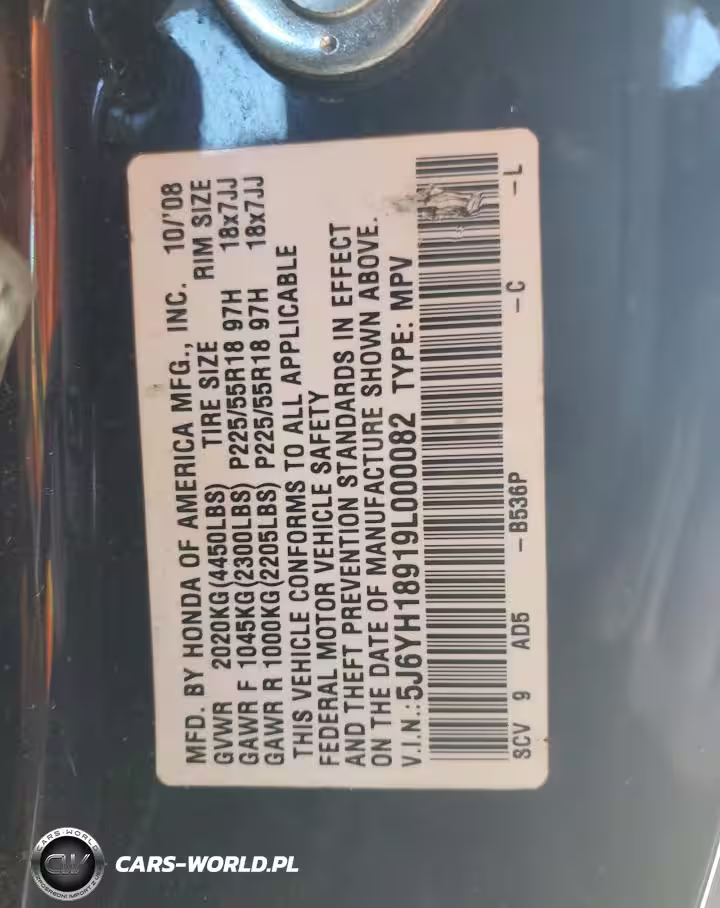 MFD. BY HONDA OF AMERICA MFG., INC. 10/'08
GVWR 2020KG(4450LBS) TIRE SIZE RIM SIZE
GAWR F 1045KG(2300LBS) P225/55R18 97H 18x7JJ
GAWR R 1000KG(2205LBS) P225/55R18 97H 18x7JJ
THIS VEHICLE CONFORMS TO ALL APPLICABLE
FEDERAL MOTOR VEHICLE SAFETY
AND THEFT PREVENTION STANDARDS IN EFFECT
ON THE DATE OF MANUFACTURE SHOWN ABOVE.
V.I.N.:5J6YH18919L000082 TYPE: MPV
SCV 9 AD5 -B536P -C -L
CARS-WORLD
CW
CARS-WORLD.PL